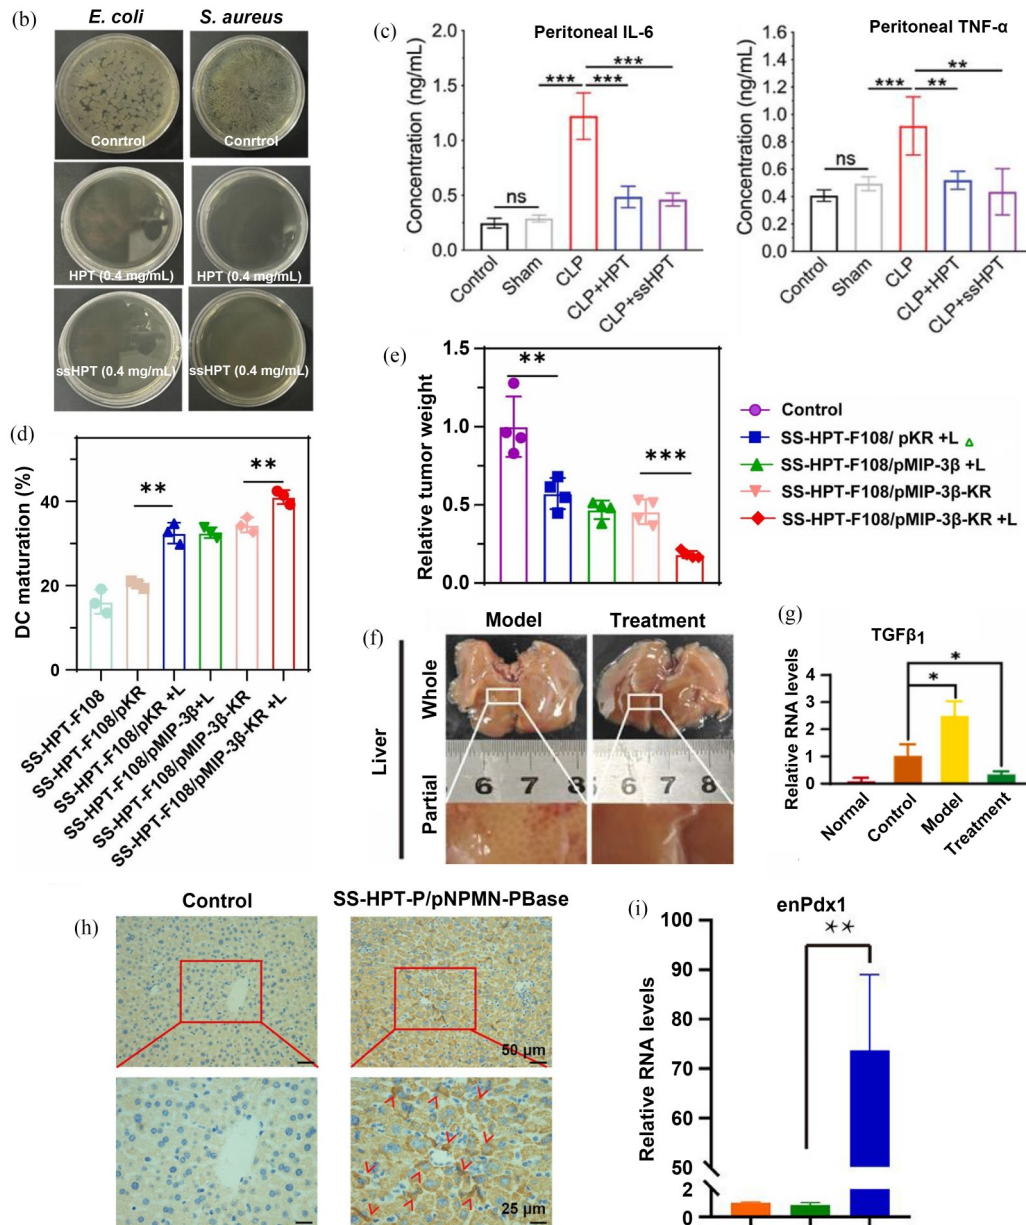 (b)
E. coli
S. aureus
Conrtrol
Conrtrol
HPT (0.4 mg/mL)
HPT (0.4 mg/mL)
ssHPT (0.4 mg/mL)
ssHPT (0.4 mg/mL)
(c)
Peritoneal IL-6
Concentration (ng/mL)
2.0
1.5
1.0
0.5
0.0
ns
***
***
***
Control
Sham
CLP
CLP+HPT
CLP+ssHPT
Peritoneal TNF-α
Concentration (ng/mL)
1.6
1.4
1.2
1.0
0.8
0.6
0.4
0.2
0.0
ns
***
**
**
Control
Sham
CLP
CLP+HPT
CLP+ssHPT
(d)
DC maturation (%)
40
20
0
**
**
SS-HPT-F108
SS-HPT-F108/pKR
SS-HPT-F108/pKR +L
SS-HPT-F108/pMIP-3β+L
SS-HPT-F108/pMIP-3β-KR
SS-HPT-F108/pMIP-3β-KR +L
(e)
Relative tumor weight
1.5
1.0
0.5
0.0
**
***
Control
SS-HPT-F108/ pKR +L
SS-HPT-F108/pMIP-3β +L
SS-HPT-F108/pMIP-3β-KR
SS-HPT-F108/pMIP-3β-KR +L
(f)
Model
Treatment
Liver
Whole
Partial
6 7 8
6 7 8
(g)
TGFβ1
Relative RNA levels
4
3
2
1
0
*
*
Normal
Control
Model
Treatment
(h)
Control
SS-HPT-P/pNPMN-PBase
50 µm
25 µm
(i)
enPdx1
Relative RNA levels
100
90
80
70
60
50
2
0
**